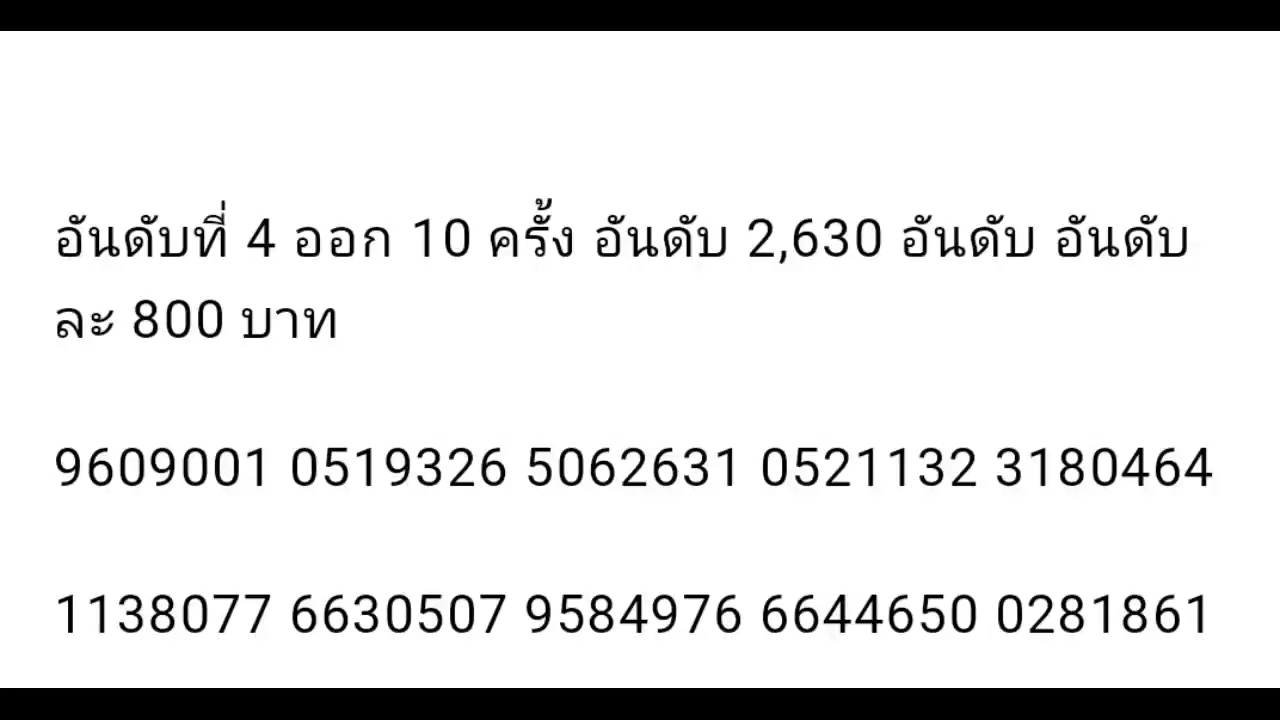 อันดับที่ 4 ออก 10 ครั้ง อันดับ 2,630 อันดับ อันดับ
ละ 800 บาท
9609001 0519326 5062631 0521132 3180464
1138077 6630507 9584976 6644650 0281861